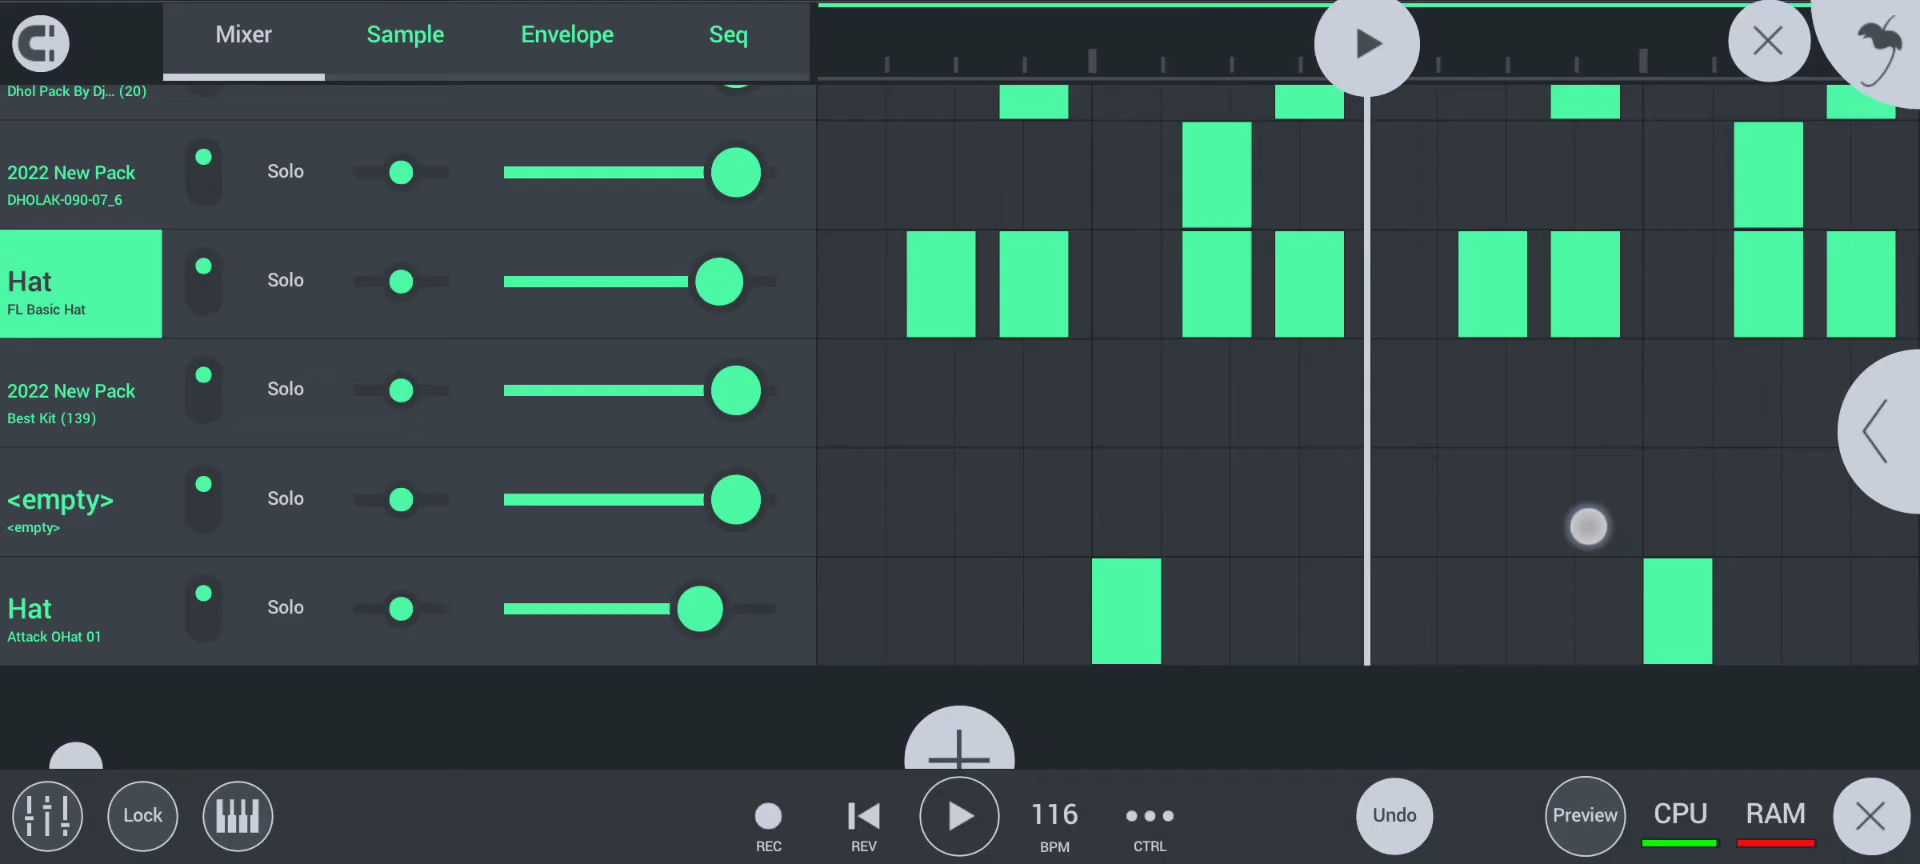 Mixer
Sample
Envelope
Seq
Dhol Pack By Dj... (20)
2022 New Pack
DHOLAK-090-07_6
Solo
Hat
FL Basic Hat
Solo
2022 New Pack
Best Kit (139)
Solo
<empty>
<empty>
Solo
Hat
Attack OHat 01
Solo
Lock
REC
REV
116
BPM
CTRL
Undo
Preview
CPU
RAM